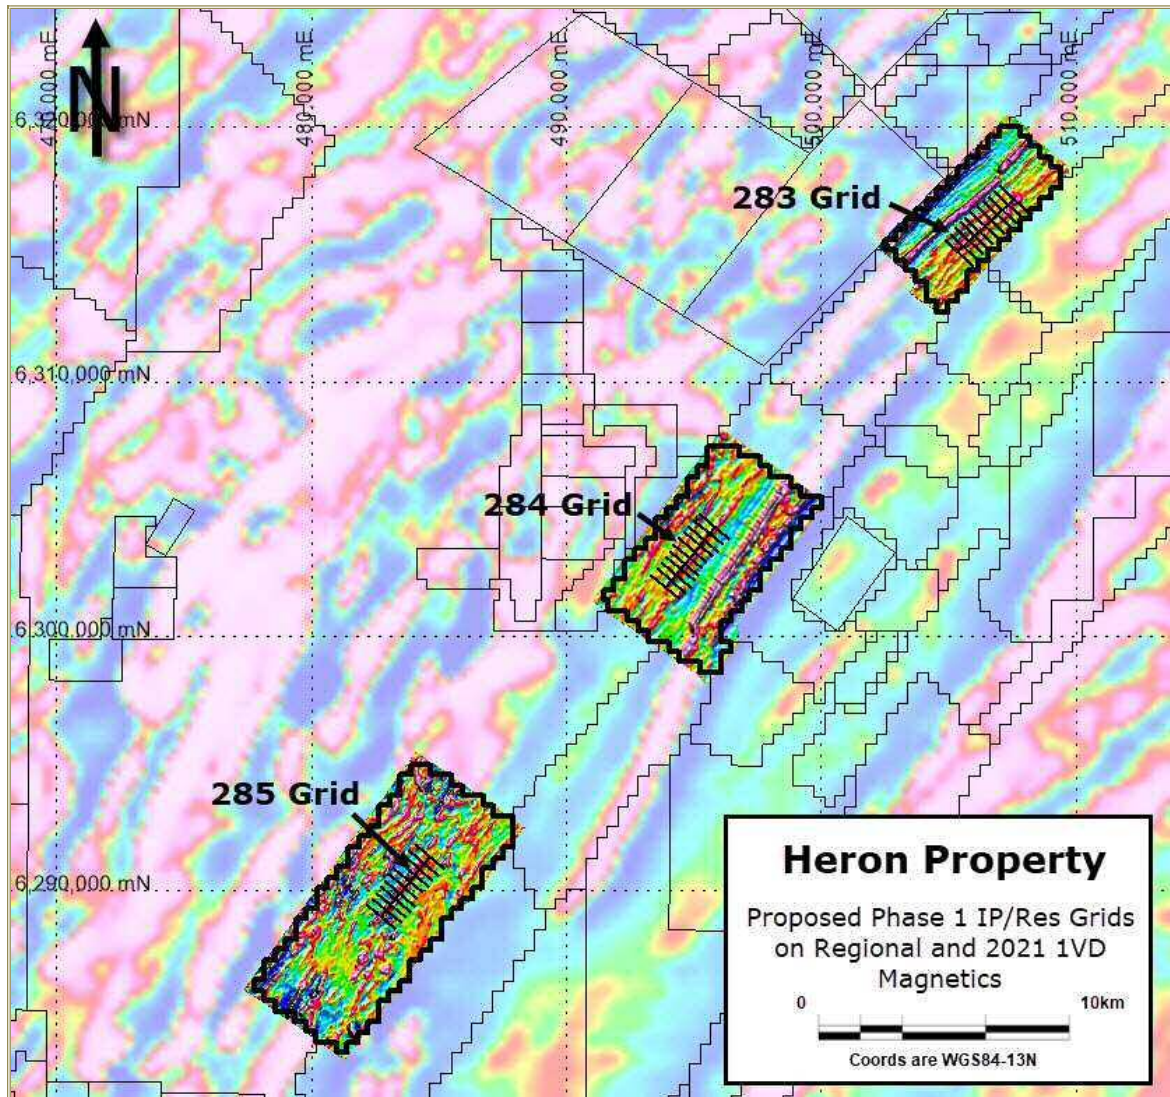 N
470,000 mE
480,000 mE
490,000 mE
500,000 mE
510,000 mE
6,320,000 mN
283 Grid
6,310,000 mN
284 Grid
6,300,000 mN
285 Grid
6,290,000 mN
Heron Property
Proposed Phase 1 IP/Res Grids
on Regional and 2021 1VD
Magnetics
0 10km
Coords are WGS84-13N